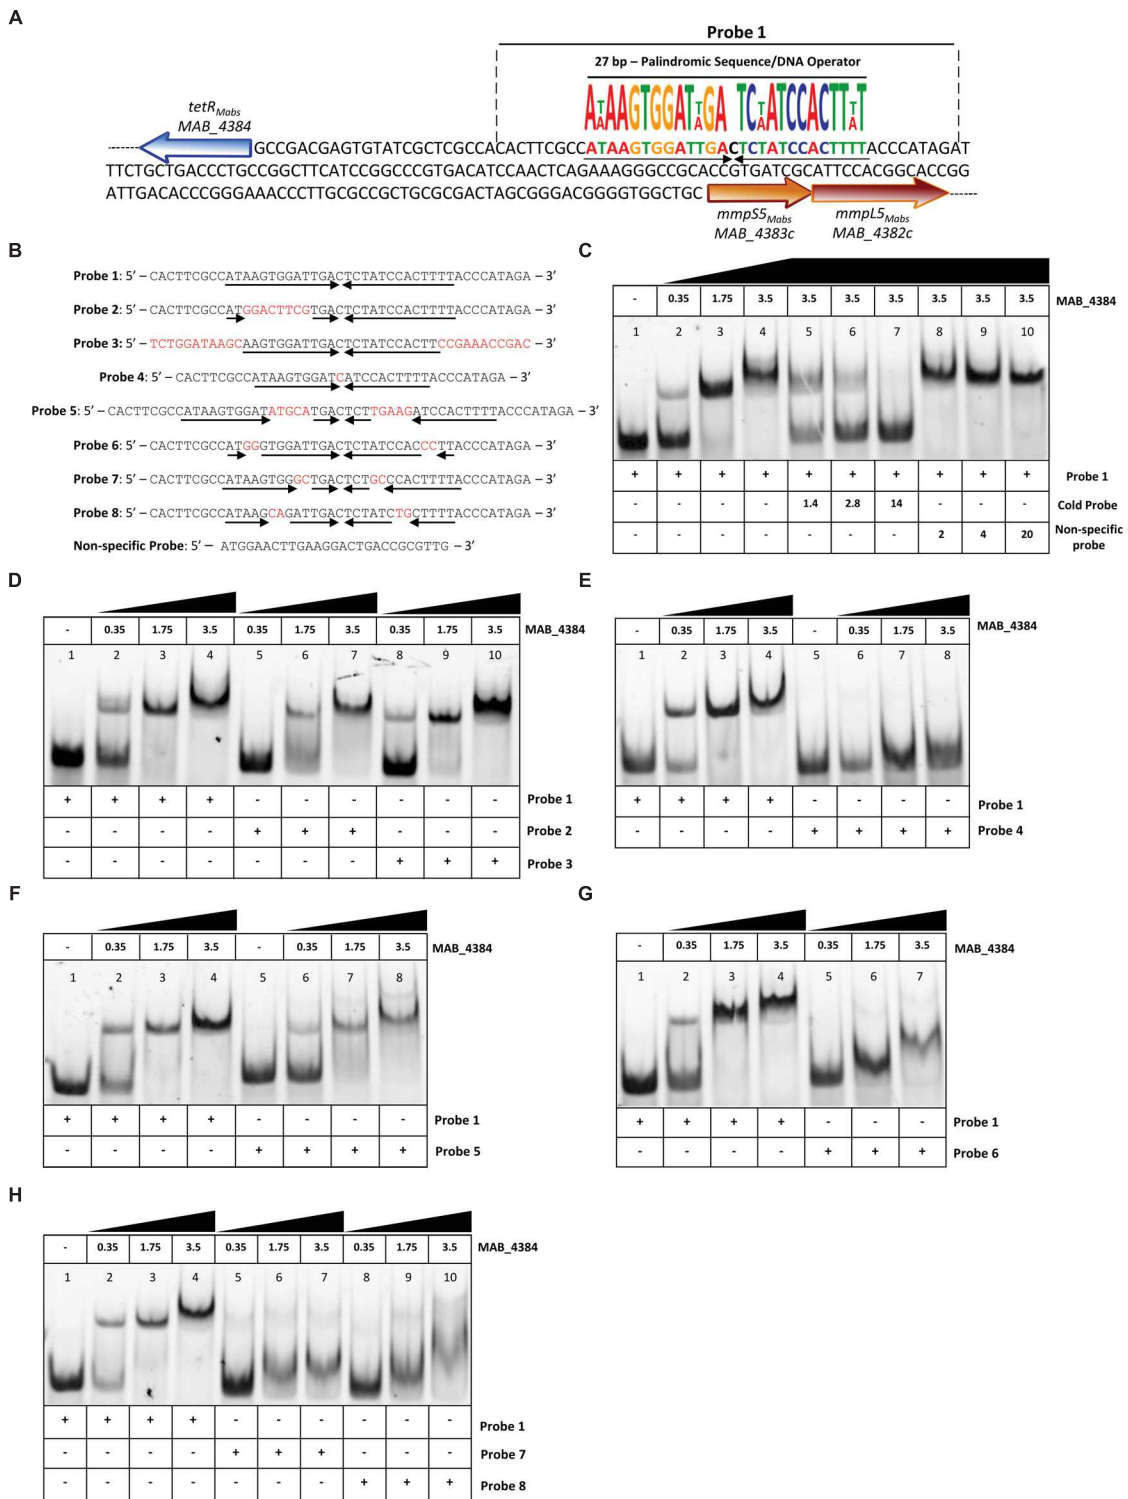 A
Probe 1
27 bp – Palindromic Sequence/DNA Operator
tetR Mabs
MAB_4384
GCCGACGAGTGTATCGCTCGCCACACTTCGCCATAAGTGGATTGACTCTATCCACTTTTACCCATAGAT
TTCTGCTGACCCTGCCGGCTTCATCCGGCCCGTGACATCCAACTCAGAAAGGGCCGCACCGTGATCGCATTCCACGGCACCGG
ATTGACACCCGGGAAACCCTTGCGCCGCTGCGCGACTAGCGGGACGGGGTGGCTGC
mmpS5 Mabs
MAB_4383c
mmpL5 Mabs
MAB_4382c
B
Probe 1: 5’ – CACTTCGCCATAAGTGGATTGACTCTATCCACTTTTACCCATAGA – 3’
Probe 2: 5’ – CACTTCGCCATGGACTTCGTGACTCTATCCACTTTTACCCATAGA – 3’
Probe 3: 5’ – TCTGGATAAGCAAGTGGATTGACTCTATCCACTTCCGAAACCGAC – 3’
Probe 4: 5’ – CACTTCGCCATAAGTGGATCATCCACTTTTACCCATAGA – 3’
Probe 5: 5’ – CACTTCGCCATAAGTGGATATGCATGACTCTTGAAGATCCACTTTTACCCATAGA – 3’
Probe 6: 5’ – CACTTCGCCATGGGTGGATTGACTCTATCCACCCTTACCCATAGA – 3’
Probe 7: 5’ – CACTTCGCCATAAGTGGGCTGACTCTGCCCACTTTTACCCATAGA – 3’
Probe 8: 5’ – CACTTCGCCATAAGCAGATTGACTCTATCTGCTTTTACCCATAGA – 3’
Non-specific Probe: 5’ – ATGGAACTTGAAGGACTGACCGCGTTG – 3’
C
- 0.35 1.75 3.5 3.5 3.5 3.5 3.5 3.5 3.5 MAB_4384
1 2 3 4 5 6 7 8 9 10
+ + + + + + + + + + Probe 1
- - - - 1.4 2.8 14 - - - Cold Probe
- - - - - - - 2 4 20 Non-specific probe
D
- 0.35 1.75 3.5 0.35 1.75 3.5 0.35 1.75 3.5 MAB_4384
1 2 3 4 5 6 7 8 9 10
+ + + + - - - - - - Probe 1
- - - - + + + - - - Probe 2
- - - - - - - + + + Probe 3
E
- 0.35 1.75 3.5 - 0.35 1.75 3.5 MAB_4384
1 2 3 4 5 6 7 8
+ + + + - - - - Probe 1
- - - - + + + + Probe 4
F
- 0.35 1.75 3.5 - 0.35 1.75 3.5 MAB_4384
1 2 3 4 5 6 7 8
+ + + + - - - - Probe 1
- - - - + + + + Probe 5
G
- 0.35 1.75 3.5 0.35 1.75 3.5 MAB_4384
1 2 3 4 5 6 7
+ + + + - - - Probe 1
- - - - + + + Probe 6
H
- 0.35 1.75 3.5 0.35 1.75 3.5 0.35 1.75 3.5 MAB_4384
1 2 3 4 5 6 7 8 9 10
+ + + + - - - - - - Probe 1
- - - - + + + - - - Probe 7
- - - - - - - + + + Probe 8